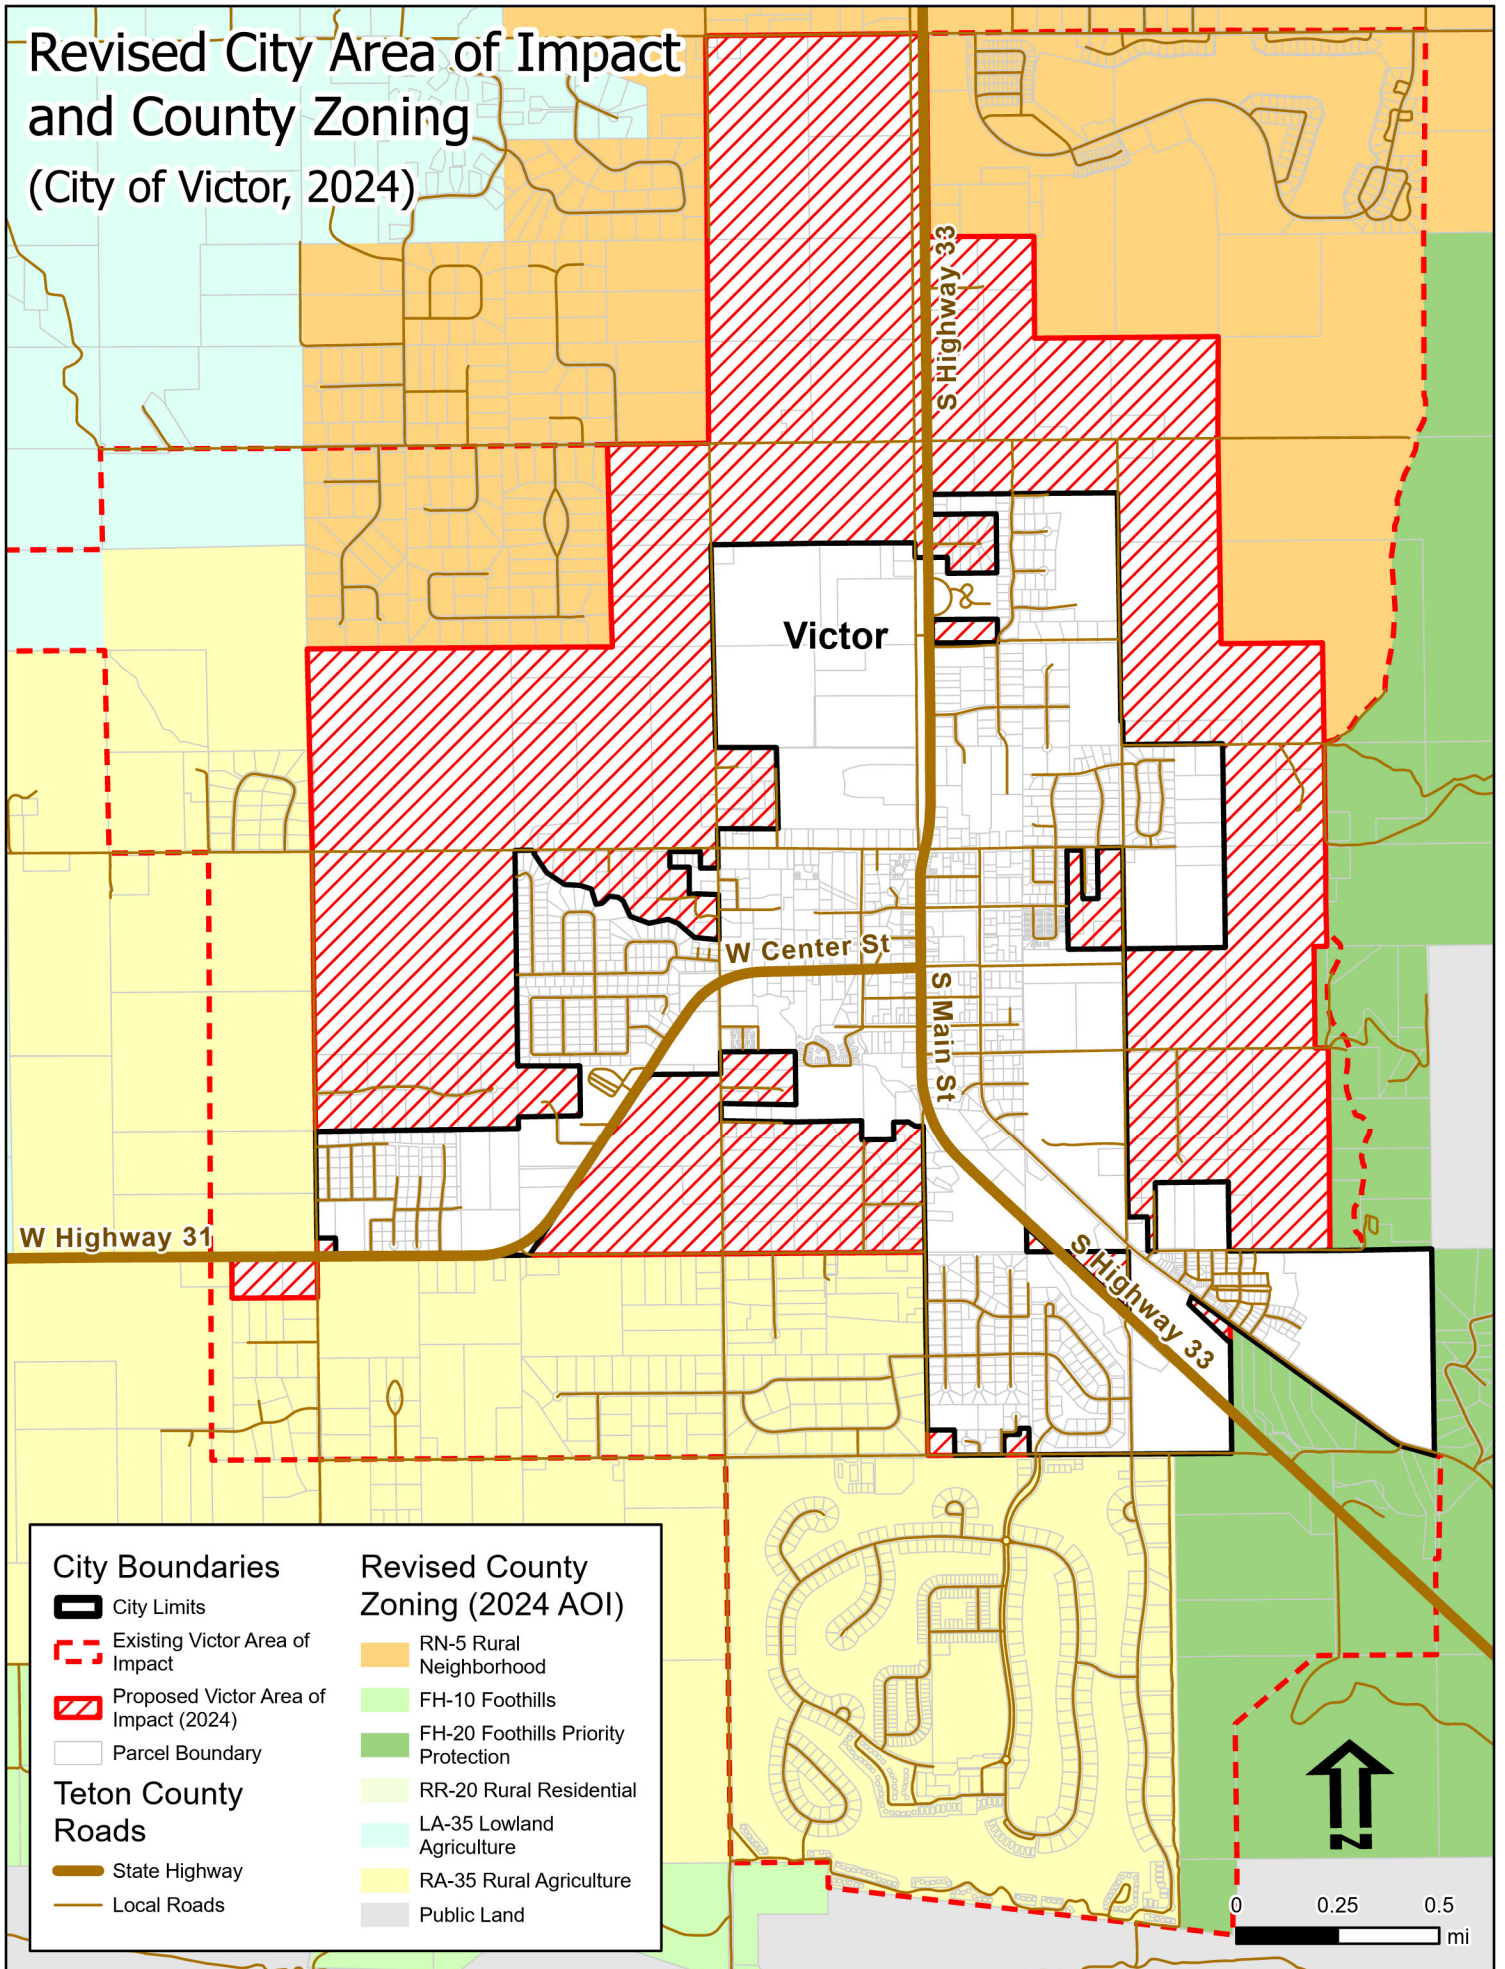 Revised City Area of Impact
and County Zoning
(City of Victor, 2024)
S Highway 33
Victor
W Center St
S Main St
W Highway 31
S Highway 33
City Boundaries
City Limits
Existing Victor Area of
Impact
Proposed Victor Area of
Impact (2024)
Parcel Boundary
Teton County
Roads
State Highway
Local Roads
Revised County
Zoning (2024 AOI)
RN-5 Rural
Neighborhood
FH-10 Foothills
FH-20 Foothills Priority
Protection
RR-20 Rural Residential
LA-35 Lowland
Agriculture
RA-35 Rural Agriculture
Public Land
N
0 0.25 0.5
mi